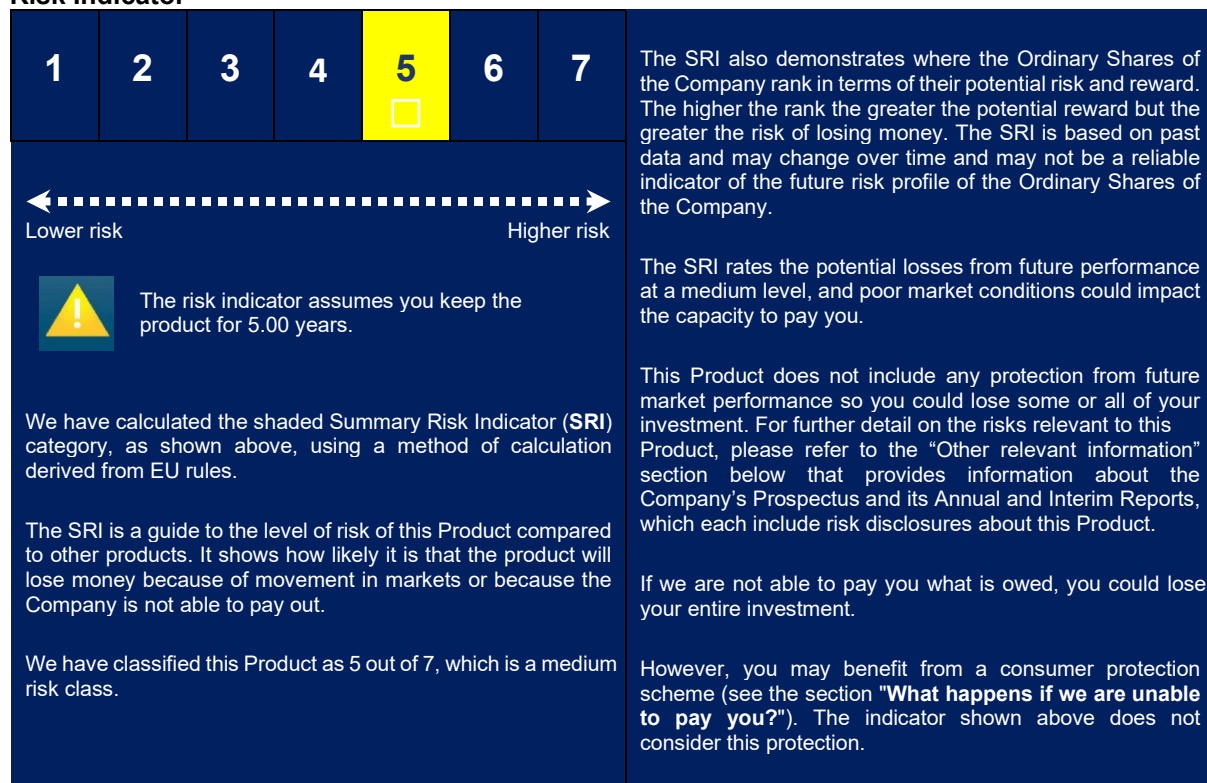 1 2 3 4 5 6 7
Lower risk Higher risk
The risk indicator assumes you keep the
product for 5.00 years.
We have calculated the shaded Summary Risk Indicator (SRI)
category, as shown above, using a method of calculation
derived from EU rules.
The SRI is a guide to the level of risk of this Product compared
to other products. It shows how likely it is that the product will
lose money because of movement in markets or because the
Company is not able to pay out.
We have classified this Product as 5 out of 7, which is a medium
risk class.
The SRI also demonstrates where the Ordinary Shares of
the Company rank in terms of their potential risk and reward.
The higher the rank the greater the potential reward but the
greater the risk of losing money. The SRI is based on past
data and may change over time and may not be a reliable
indicator of the future risk profile of the Ordinary Shares of
the Company.
The SRI rates the potential losses from future performance
at a medium level, and poor market conditions could impact
the capacity to pay you.
This Product does not include any protection from future
market performance so you could lose some or all of your
investment. For further detail on the risks relevant to this
Product, please refer to the “Other relevant information”
section below that provides information about the
Company’s Prospectus and its Annual and Interim Reports,
which each include risk disclosures about this Product.
If we are not able to pay you what is owed, you could lose
your entire investment.
However, you may benefit from a consumer protection
scheme (see the section "What happens if we are unable
to pay you?"). The indicator shown above does not
consider this protection.